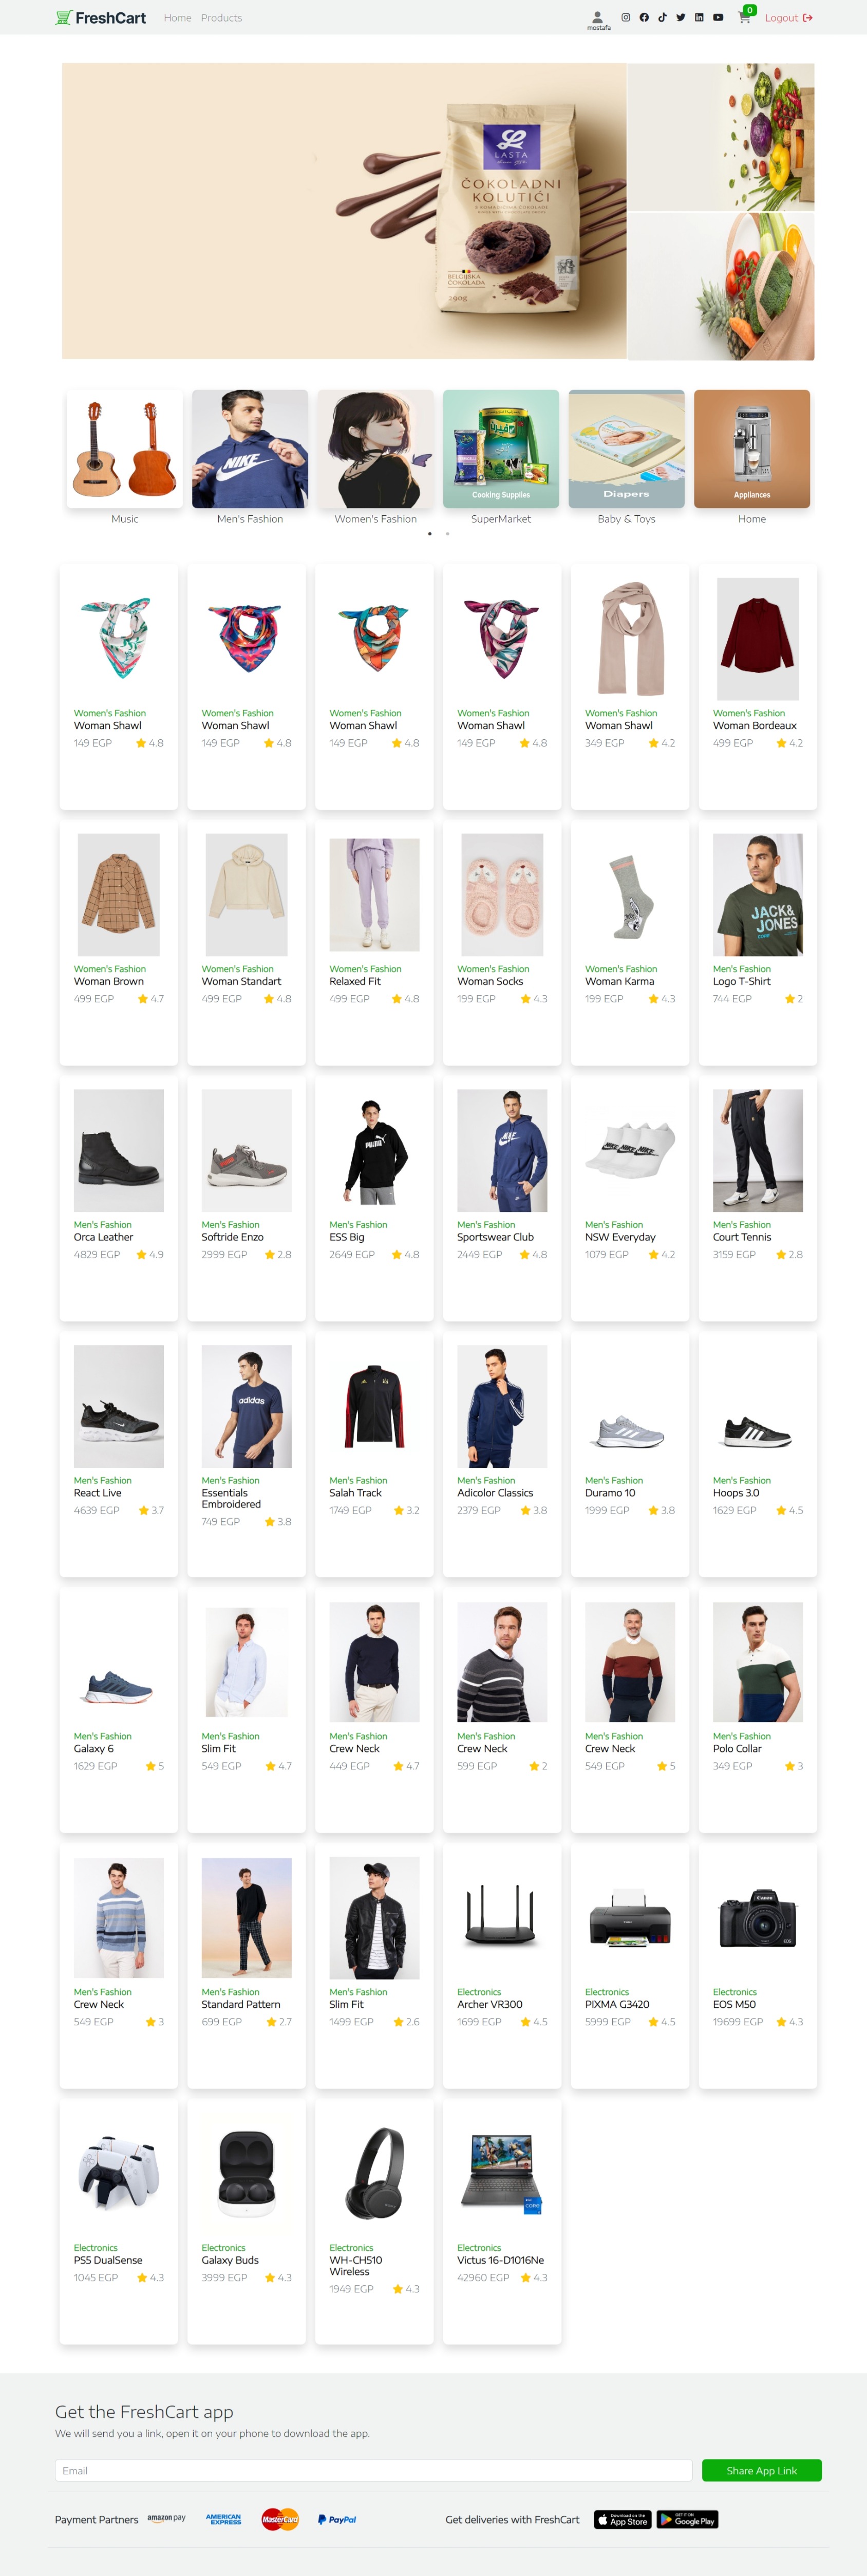 FreshCart Home Products mostafa 0 Logout
LASTA
ČOKOLADNI
KOLUTIĆI
BELGIJSKA
ČOKOLADA
290g
NIKE
Cooking Supplies
Diapers
Appliances
Music Men's Fashion Women's Fashion SuperMarket Baby & Toys Home
Women's Fashion Women's Fashion Women's Fashion Women's Fashion Women's Fashion Women's Fashion
Woman Shawl Woman Shawl Woman Shawl Woman Shawl Woman Shawl Woman Bordeaux
149 EGP 4.8 149 EGP 4.8 149 EGP 4.8 149 EGP 4.8 349 EGP 4.2 499 EGP 4.2
JACK&
JONES
Women's Fashion Women's Fashion Women's Fashion Women's Fashion Women's Fashion Men's Fashion
Woman Brown Woman Standart Relaxed Fit Woman Socks Woman Karma Logo T-Shirt
499 EGP 4.7 499 EGP 4.8 499 EGP 4.8 199 EGP 4.3 199 EGP 4.3 744 EGP 2
PUMA NIKE NIKE NIKE NIKE
Men's Fashion Men's Fashion Men's Fashion Men's Fashion Men's Fashion Men's Fashion
Orca Leather Softride Enzo ESS Big Sportswear Club NSW Everyday Court Tennis
4829 EGP 4.9 2999 EGP 2.8 2649 EGP 4.8 2449 EGP 4.8 1079 EGP 4.2 3159 EGP 2.8
adidas
Men's Fashion Men's Fashion Men's Fashion Men's Fashion Men's Fashion Men's Fashion
React Live Essentials Salah Track Adicolor Classics Duramo 10 Hoops 3.0
Embroidered
4639 EGP 3.7 749 EGP 3.8 1749 EGP 3.2 2379 EGP 3.8 1999 EGP 3.8 1629 EGP 4.5
Men's Fashion Men's Fashion Men's Fashion Men's Fashion Men's Fashion Men's Fashion
Galaxy 6 Slim Fit Crew Neck Crew Neck Crew Neck Polo Collar
1629 EGP 5 549 EGP 4.7 449 EGP 4.7 599 EGP 2 549 EGP 5 349 EGP 3
Canon
EOS
Men's Fashion Men's Fashion Men's Fashion Electronics Electronics Electronics
Crew Neck Standard Pattern Slim Fit Archer VR300 PIXMA G3420 EOS M50
549 EGP 3 699 EGP 2.7 1499 EGP 2.6 1699 EGP 4.5 5999 EGP 4.5 19699 EGP 4.3
CORE
Electronics Electronics Electronics Electronics
PS5 DualSense Galaxy Buds WH-CH510 Victus 16-D1016Ne
Wireless
1045 EGP 4.3 3999 EGP 4.3 1949 EGP 4.3 42960 EGP 4.3
Get the FreshCart app
We will send you a link, open it on your phone to download the app.
Email Share App Link
Payment Partners amazon pay AMERICAN EXPRESS MasterCard PayPal Get deliveries with FreshCart Download on the App Store GET IT ON Google Play